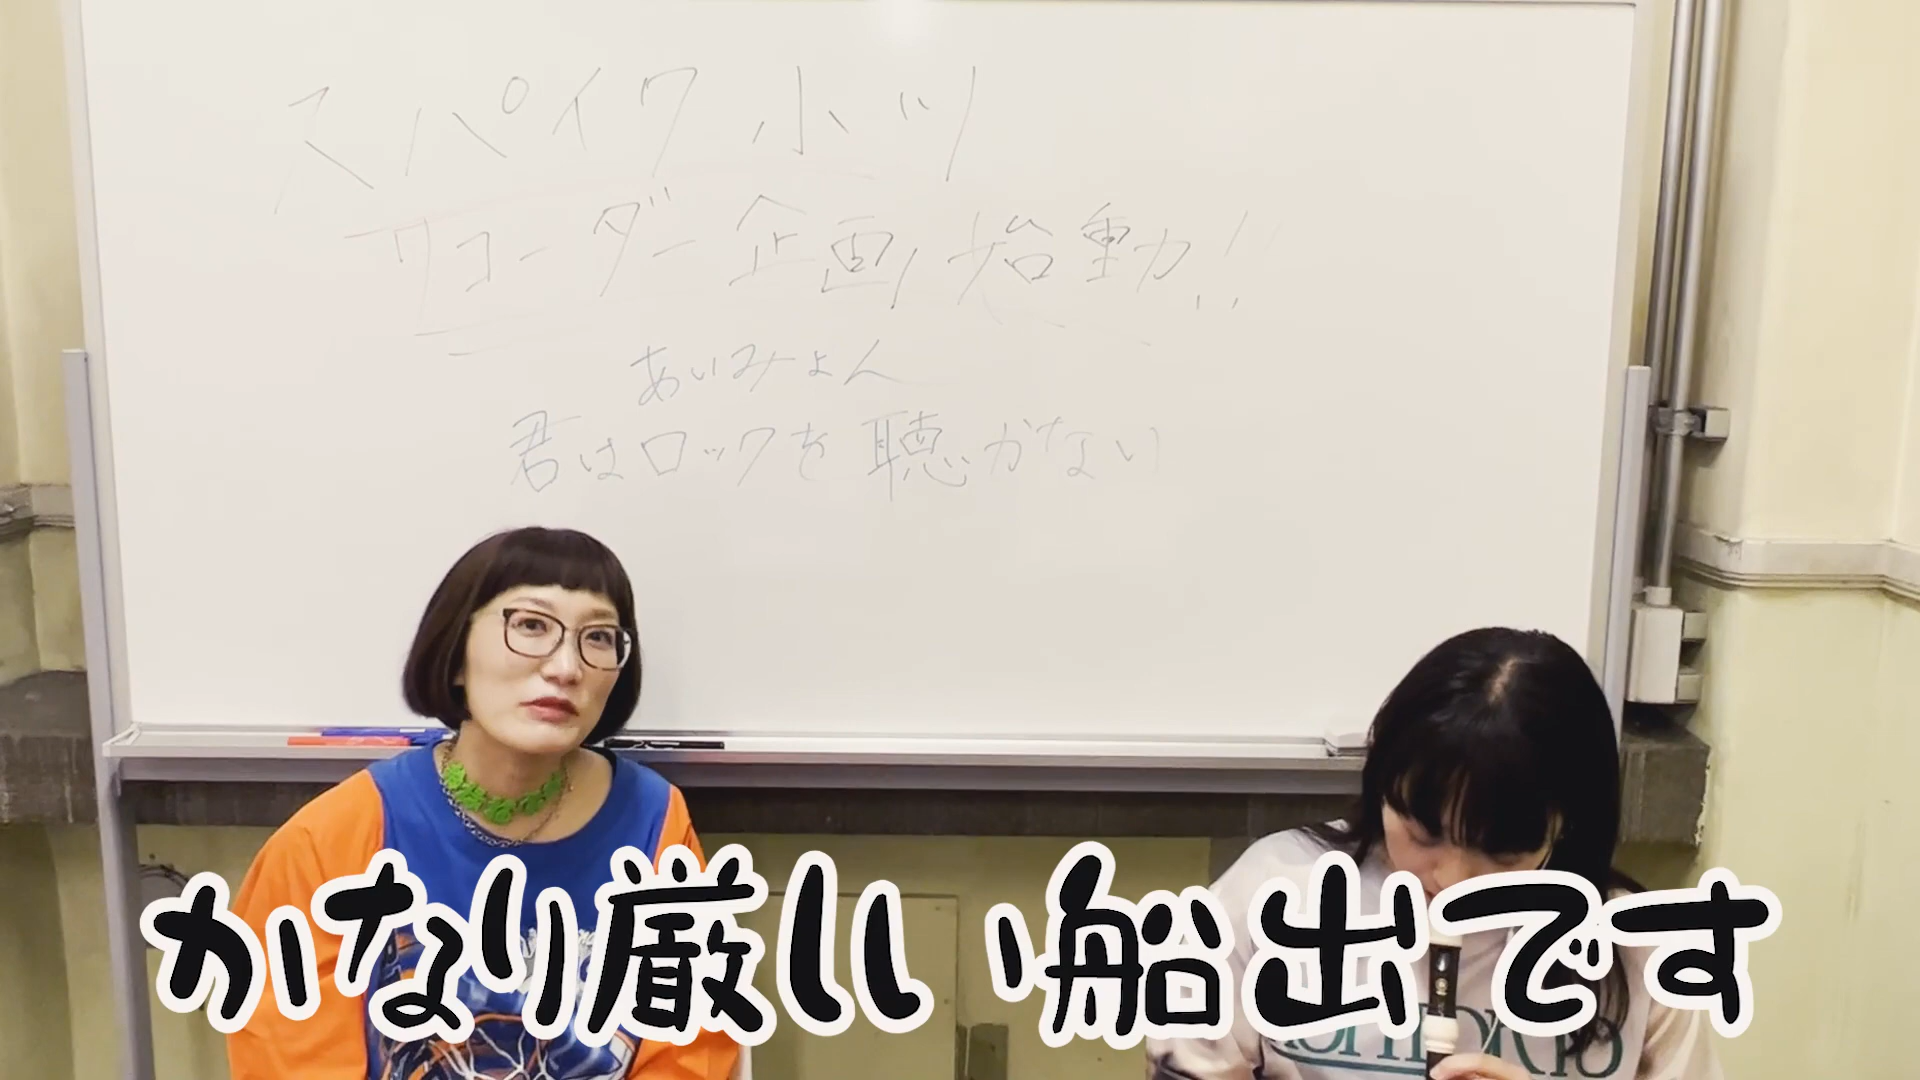 スパイク小ツ
リコーダー企画始動!!
あいみょん
君はロックを聴かない
かなり厳しい船出です